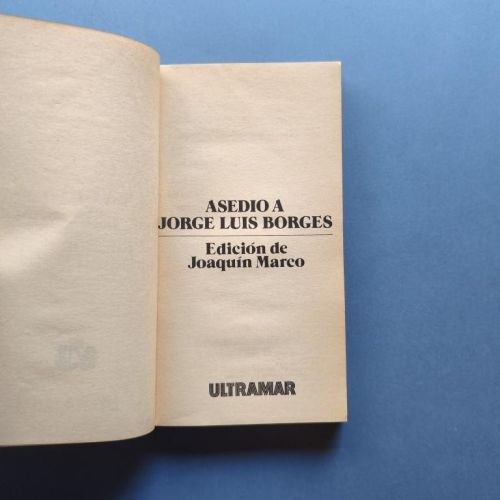 ASEDIO A
JORGE LUIS BORGES
Edición de
Joaquín Marco
ULTRAMAR